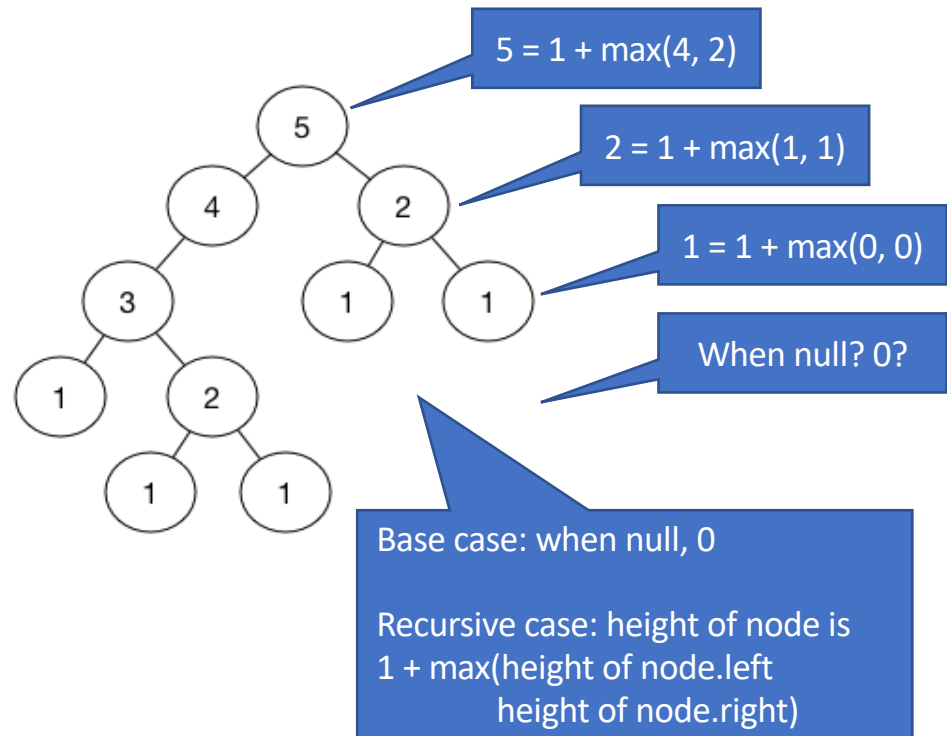 5 = 1 + max(4, 2)
5
2 = 1 + max(1, 1)
4
2
1 = 1 + max(0, 0)
3
1
1
When null? 0?
1
2
1
1
Base case: when null, 0
Recursive case: height of node is
1 + max(height of node.left
height of node.right)